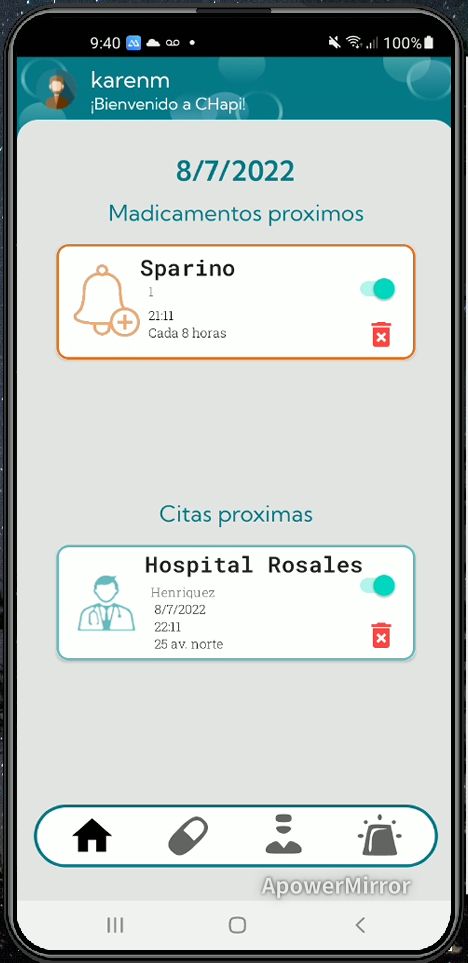 9:40
100%
karenm
¡Bienvenido a CHapi!
8/7/2022
Madicamentos proximos
Sparino
1
21:11
Cada 8 horas
Citas proximas
Hospital Rosales
Henriquez
8/7/2022
22:11
25 av. norte
ApowerMirror